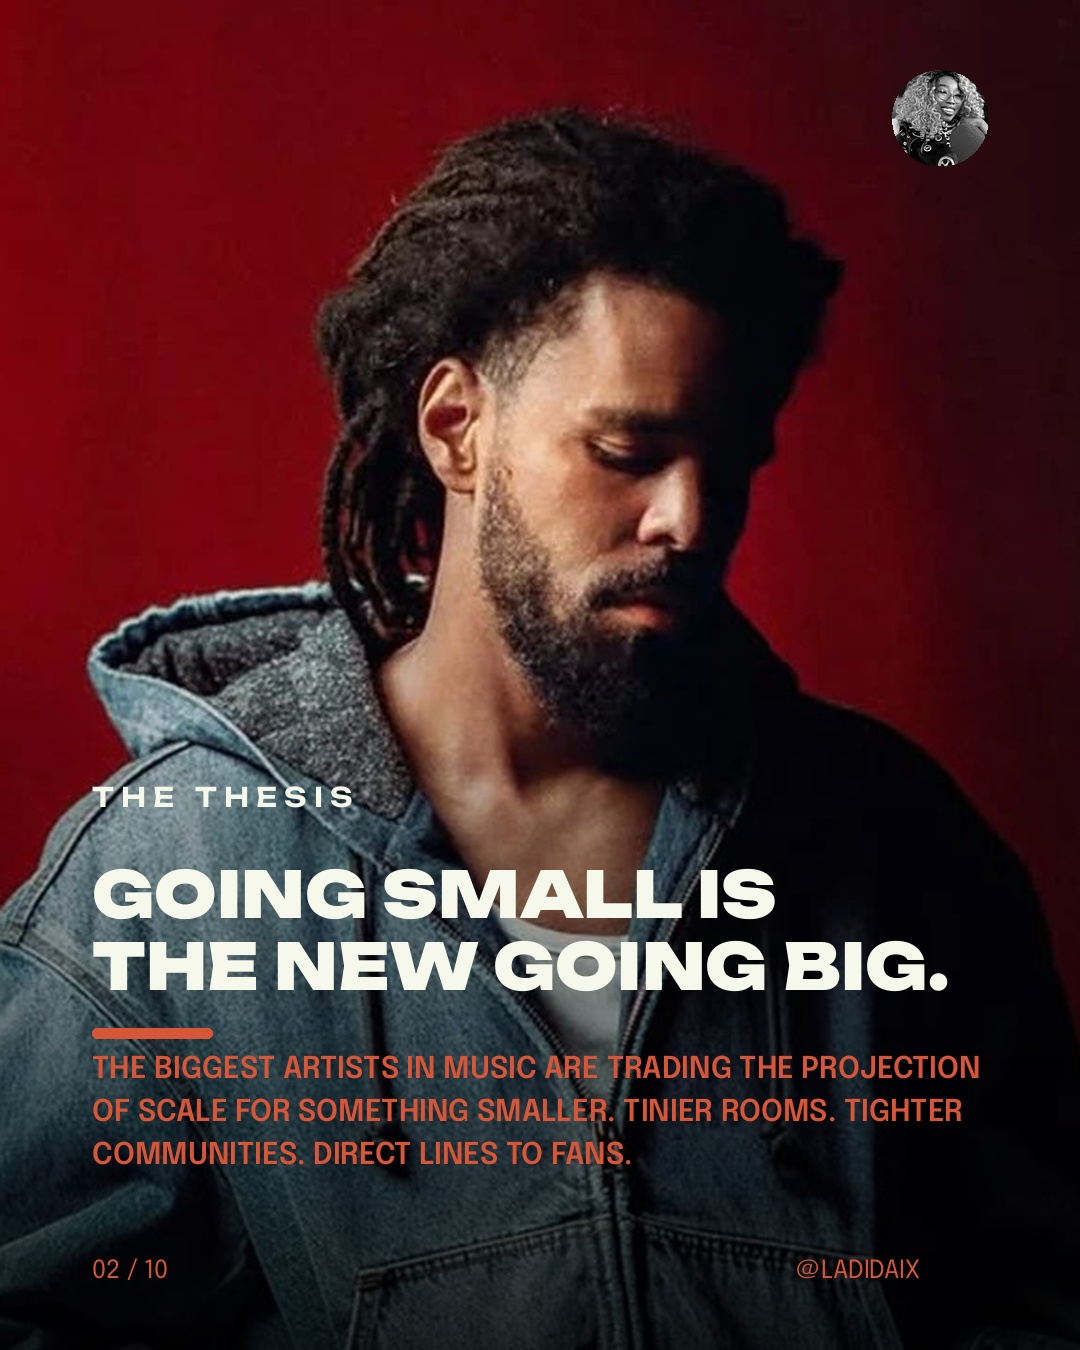 THE THESIS
GOING SMALL IS
THE NEW GOING BIG.
THE BIGGEST ARTISTS IN MUSIC ARE TRADING THE PROJECTION
OF SCALE FOR SOMETHING SMALLER. TINIER ROOMS. TIGHTER
COMMUNITIES. DIRECT LINES TO FANS.
02 / 10
@LADIDAIX